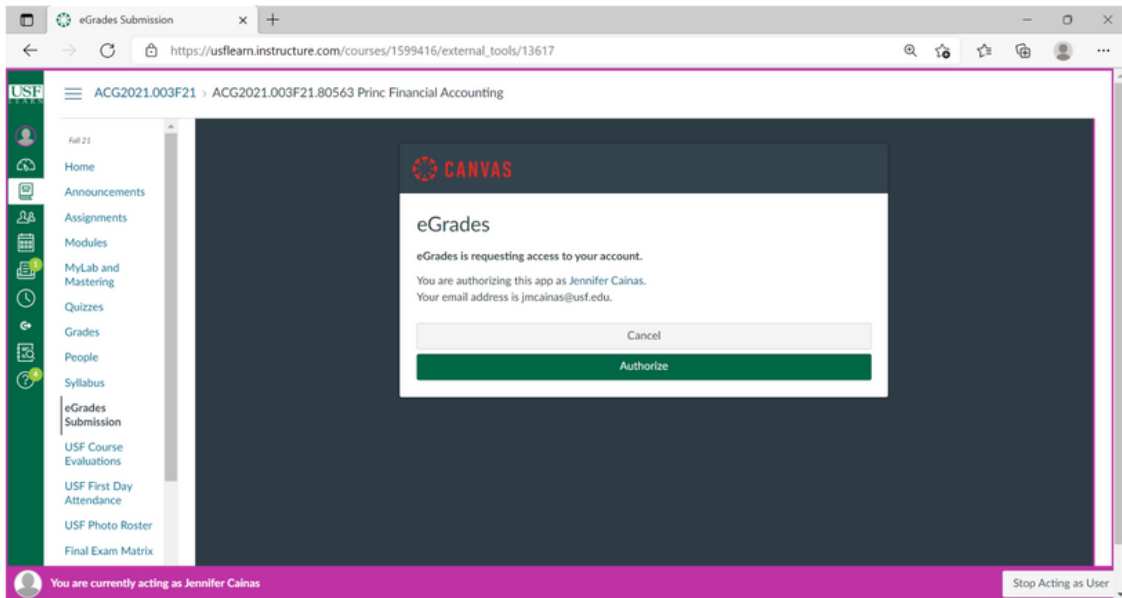 eGrades Submission
https://usflearn.instructure.com/courses/1599416/external_tools/13617
USF
LEARN
ACG2021.003F21 > ACG2021.003F21.80563 Princ Financial Accounting
Fall 21
Home
Announcements
Assignments
Modules
MyLab and
Mastering
Quizzes
Grades
People
Syllabus
eGrades
Submission
USF Course
Evaluations
USF First Day
Attendance
USF Photo Roster
Final Exam Matrix
1
4
CANVAS
eGrades
eGrades is requesting access to your account.
You are authorizing this app as Jennifer Cainas.
Your email address is jmcainas@usf.edu.
Cancel
Authorize
You are currently acting as Jennifer Cainas
Stop Acting as User